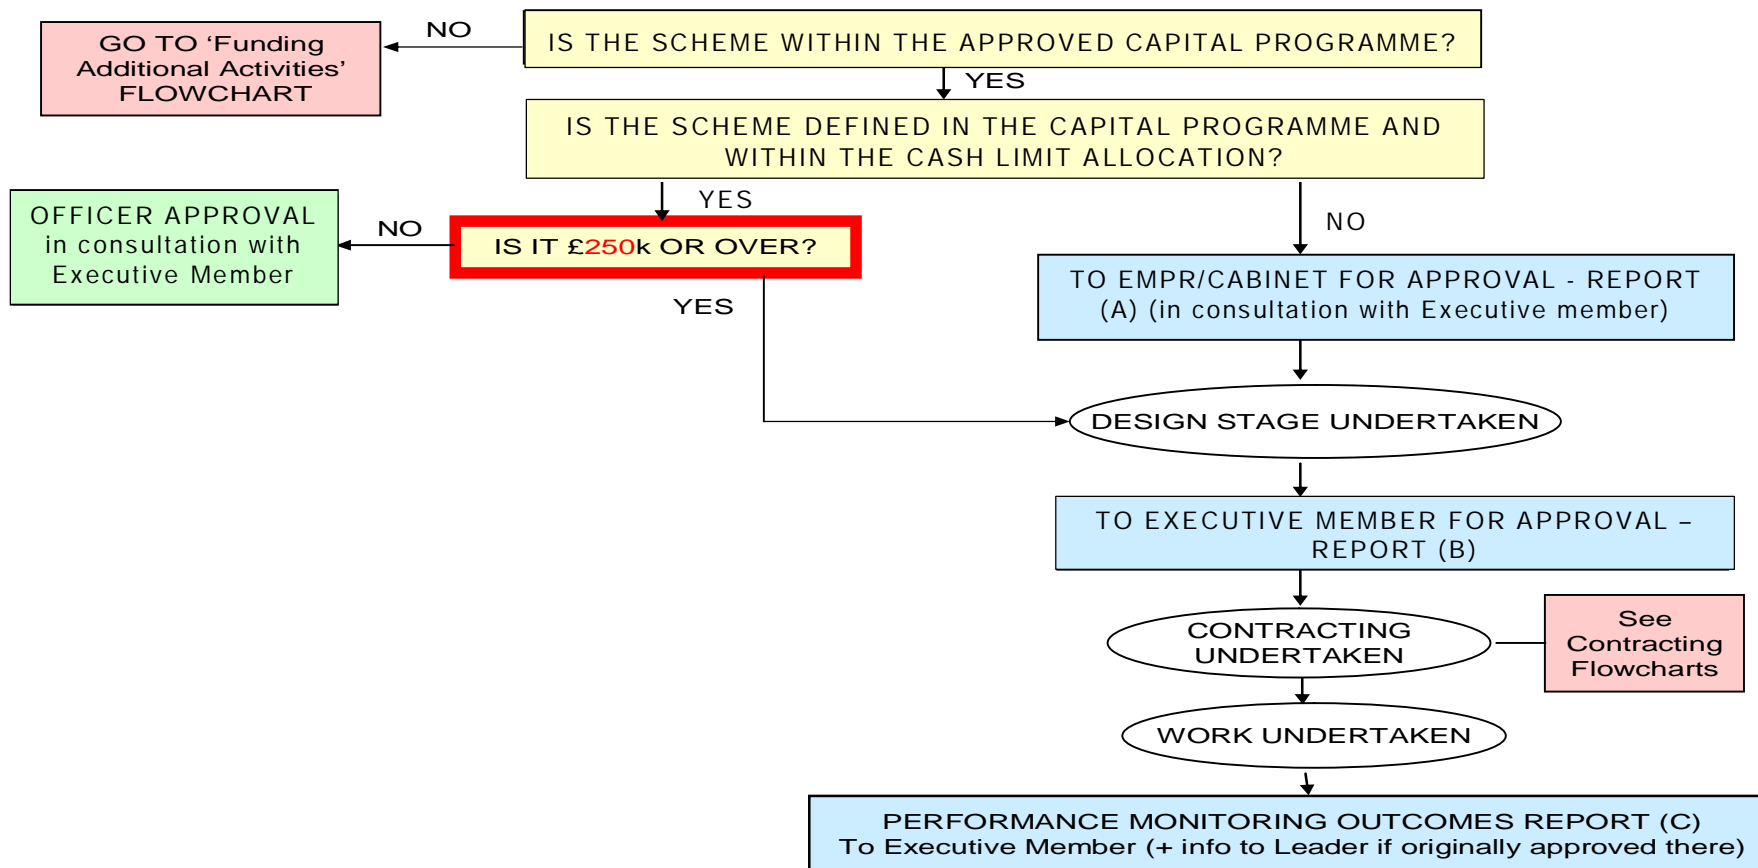 IS THE SCHEME WITHIN THE APPROVED CAPITAL PROGRAMME?
NO
GO TO ‘Funding
Additional Activities’
FLOWCHART
YES
IS THE SCHEME DEFINED IN THE CAPITAL PROGRAMME AND
WITHIN THE CASH LIMIT ALLOCATION?
YES
NO
IS IT £250k OR OVER?
NO
OFFICER APPROVAL
in consultation with
Executive Member
YES
TO EMPR/CABINET FOR APPROVAL - REPORT
(A) (in consultation with Executive member)
DESIGN STAGE UNDERTAKEN
TO EXECUTIVE MEMBER FOR APPROVAL –
REPORT (B)
CONTRACTING
UNDERTAKEN
See
Contracting
Flowcharts
WORK UNDERTAKEN
PERFORMANCE MONITORING OUTCOMES REPORT (C)
To Executive Member (+ info to Leader if originally approved there)